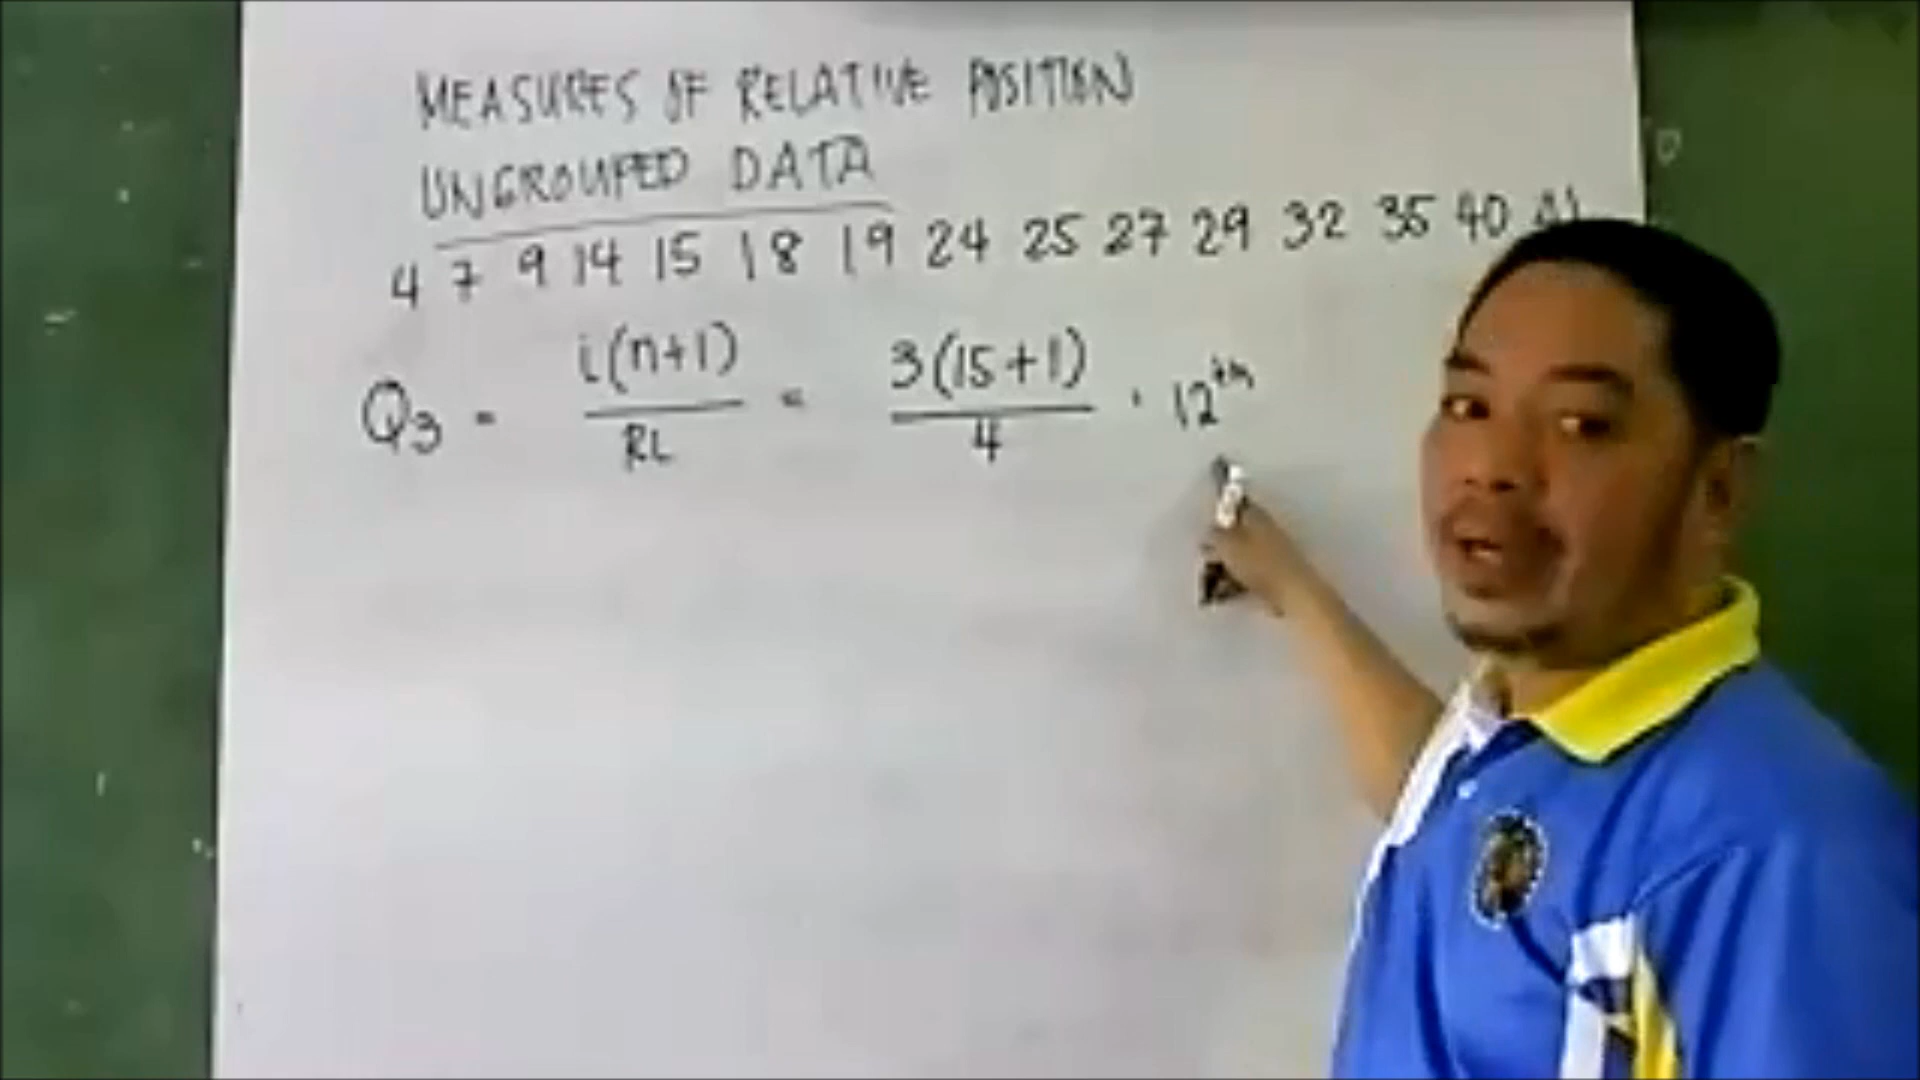 MEASURES OF RELATIVE POSITION
UNGROUPED DATA
4 7 9 14 15 18 19 24 25 27 29 32 35 40
Q3 = i(n+1) / RL = 3(15+1) / 4 = 12th